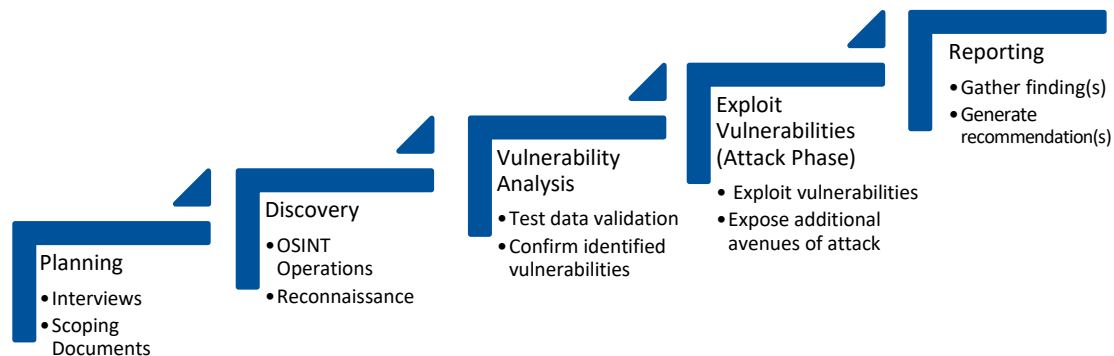 Planning
• Interviews
• Scoping
Documents
Discovery
• OSINT
Operations
• Reconnaissance
Vulnerability
Analysis
• Test data validation
• Confirm identified
vulnerabilities
Exploit
Vulnerabilities
(Attack Phase)
• Exploit vulnerabilities
• Expose additional
avenues of attack
Reporting
• Gather finding(s)
• Generate
recommendation(s)